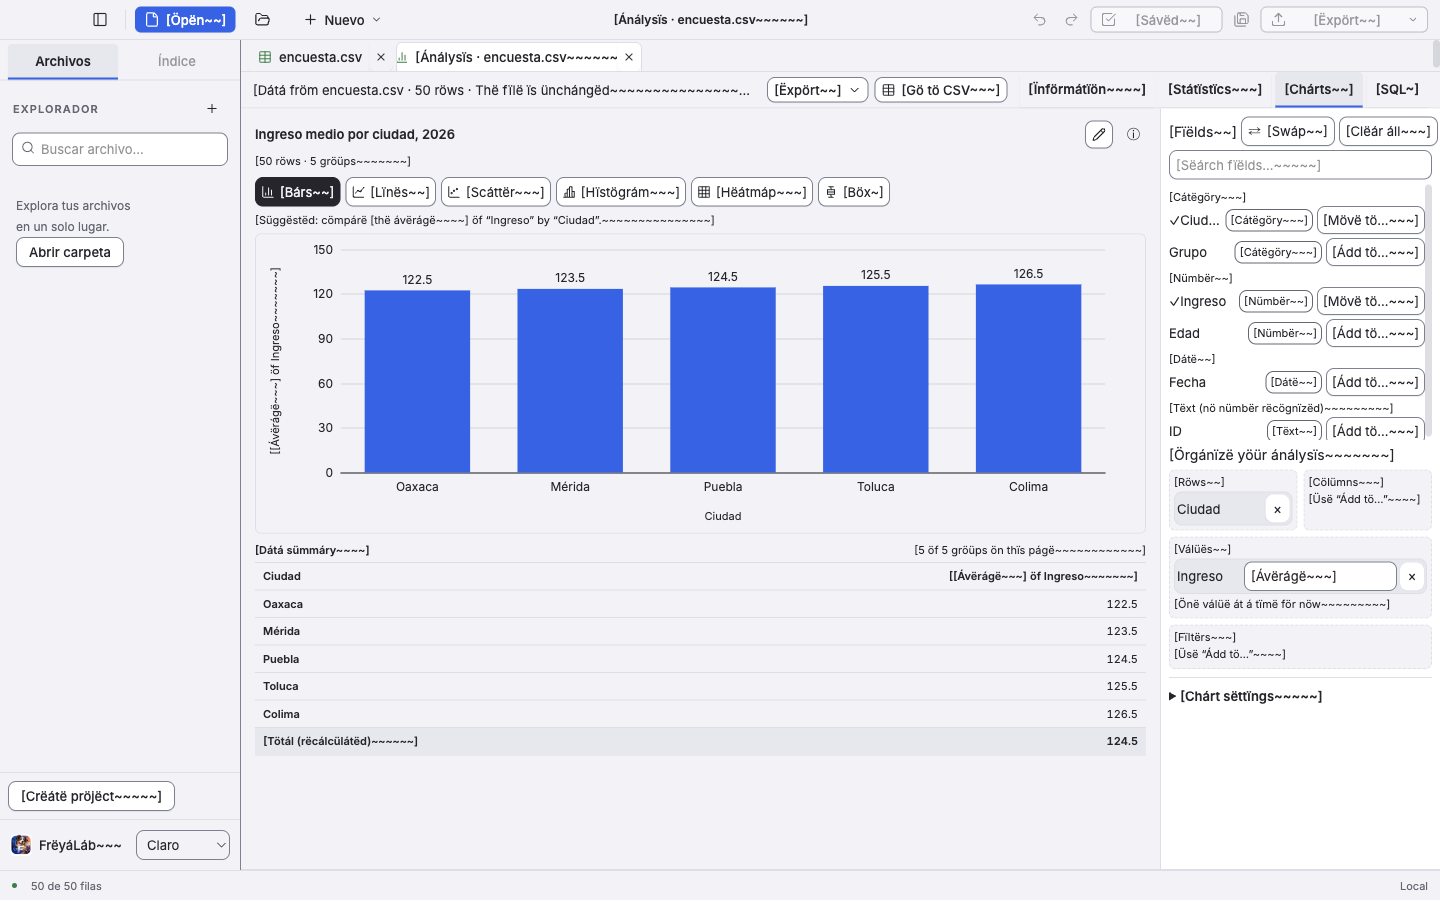 [Öpën~~]
Nuevo
[Ánálysïs · encuesta.csv~~~~~~]
[Sávëd~~]
[Ëxpört~~]
Archivos
Índice
encuesta.csv
[Ánálysïs · encuesta.csv~~~~~~
[Dátá fröm encuesta.csv · 50 röws · Thë fïlë ïs ünchángëd~~~~~~~~~~~~~~~...
[Ëxpört~~]
[Gö tö CSV~~~]
[Ïnförmátïön~~~~]
[Státïstïcs~~~]
[Chárts~~]
[SQL~]
EXPLORADOR
Buscar archivo...
Explora tus archivos
en un solo lugar.
Abrir carpeta
Ingreso medio por ciudad, 2026
[50 röws · 5 gröüps~~~~~~~]
[Bárs~~]
[Lïnës~~]
[Scáttër~~~]
[Hïstögrám~~~]
[Hëátmáp~~~]
[Böx~]
[Süggëstëd: cömpárë [thë ávërágë~~~~] öf “Ingreso” by “Ciudad”.~~~~~~~~~~~~~~~]
[[Ávërágë~~~] öf Ingreso~~~~~~~]
150
120
90
60
30
0
122.5
123.5
124.5
125.5
126.5
Oaxaca
Mérida
Puebla
Toluca
Colima
Ciudad
[Dátá sümmáry~~~~]
[5 öf 5 gröüps ön thïs págë~~~~~~~~~~~~]
Ciudad
[[Ávërágë~~~] öf Ingreso~~~~~~~]
Oaxaca 122.5
Mérida 123.5
Puebla 124.5
Toluca 125.5
Colima 126.5
[Tötál (rëcálcülátëd)~~~~~~] 124.5
[Fïëlds~~]
[Swáp~~]
[Clëár áll~~~]
[Sëárch fïëlds...~~~~~]
[Cátëgöry~~~]
✓Ciud... [Cátëgöry~~~] [Mövë tö...~~~]
Grupo [Cátëgöry~~~] [Ádd tö...~~~]
[Nümbër~~]
✓Ingreso [Nümbër~~] [Mövë tö...~~~]
Edad [Nümbër~~] [Ádd tö...~~~]
[Dátë~~]
Fecha [Dátë~~] [Ádd tö...~~~]
[Tëxt (nö nümbër rëcögnïzëd)~~~~~~~~~]
ID [Tëxt~~] [Ádd tö...~~~]
[Örgánïzë yöür ánálysïs~~~~~~~]
[Röws~~]
Ciudad ×
[Cölümns~~~]
[Üsë “Ádd tö...”~~~~]
[Válüës~~]
Ingreso [Ávërágë~~~] ×
[Önë válüë át á tïmë för nöw~~~~~~~~~]
[Fïltërs~~~]
[Üsë “Ádd tö...”~~~~]
[Chárt sëttïngs~~~~~]
[Crëátë pröjëct~~~~~]
FrëyáLáb~~~
Claro
50 de 50 filas
Local